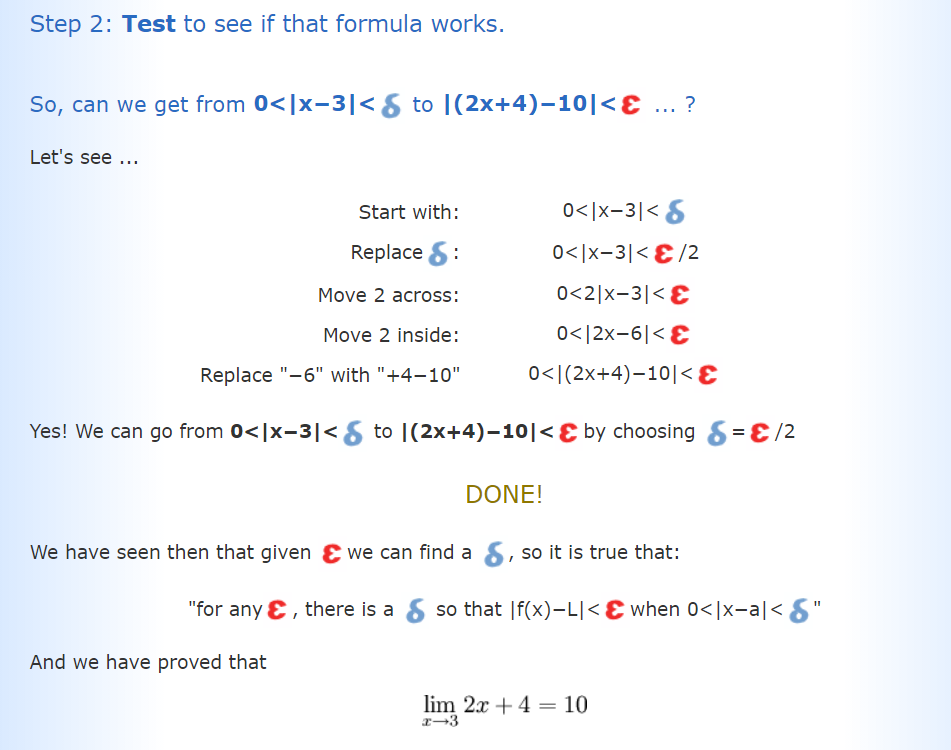 Step 2: Test to see if that formula works.
So, can we get from 0<|x−3|< δ to |(2x+4)−10|< ε ... ?
Let's see ...
Start with: 0<|x−3|< δ
Replace δ : 0<|x−3|< ε /2
Move 2 across: 0<2|x−3|< ε
Move 2 inside: 0<|2x−6|< ε
Replace "−6" with "+4−10" 0<|(2x+4)−10|< ε
Yes! We can go from 0<|x−3|< δ to |(2x+4)−10|< ε by choosing δ = ε /2
DONE!
We have seen then that given ε we can find a δ , so it is true that:
"for any ε , there is a δ so that |f(x)−L|< ε when 0<|x−a|< δ "
And we have proved that
lim 2x + 4 = 10
x→3